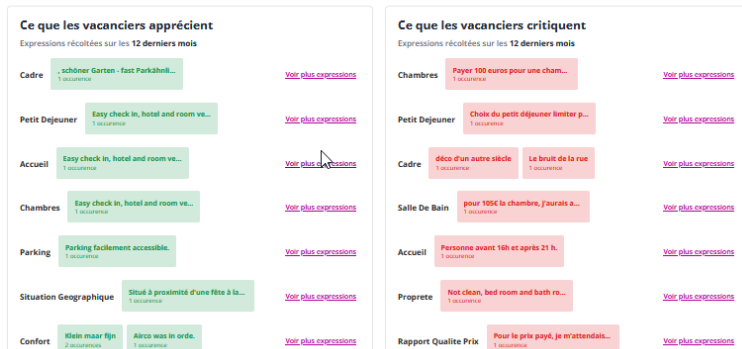 Ce que les vacanciers apprécient
Expressions récoltées sur les 12 derniers mois
Cadre
, schöner Garten - fast Parkähnli...
1 occurence
Voir plus expressions
Petit Dejeuner
Easy check in, hotel and room ve...
1 occurence
Voir plus expressions
Accueil
Easy check in, hotel and room ve...
1 occurence
Voir plus expressions
Chambres
Easy check in, hotel and room ve...
1 occurence
Voir plus expressions
Parking
Parking facilement accessible.
1 occurence
Voir plus expressions
Situation Geographique
Situé à proximité d'une fête à la...
1 occurence
Voir plus expressions
Confort
Klein maar fijn
2 occurences
Airco was in orde.
1 occurence
Voir plus expressions
Ce que les vacanciers critiquent
Expressions récoltées sur les 12 derniers mois
Chambres
Payer 100 euros pour une cham...
1 occurence
Voir plus expressions
Petit Dejeuner
Choix du petit déjeuner limiter p...
1 occurence
Voir plus expressions
Cadre
déco d'un autre siècle
1 occurence
Le bruit de la rue
1 occurence
Voir plus expressions
Salle De Bain
pour 105€ la chambre, j'aurais a...
1 occurence
Voir plus expressions
Accueil
Personne avant 16h et après 21 h.
1 occurence
Voir plus expressions
Proprete
Not clean, bed room and bath ro...
1 occurence
Voir plus expressions
Rapport Qualite Prix
Pour le prix payé, je m'attendais...
1 occurence
Voir plus expressions